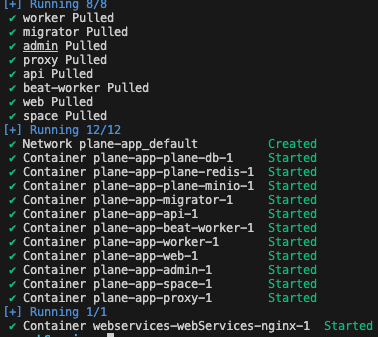 [+] Running 8/8
✔ worker Pulled
✔ migrator Pulled
✔ admin Pulled
✔ proxy Pulled
✔ api Pulled
✔ beat-worker Pulled
✔ web Pulled
✔ space Pulled
[+] Running 12/12
✔ Network plane-app_default Created
✔ Container plane-app-plane-db-1 Started
✔ Container plane-app-plane-redis-1 Started
✔ Container plane-app-plane-minio-1 Started
✔ Container plane-app-migrator-1 Started
✔ Container plane-app-api-1 Started
✔ Container plane-app-beat-worker-1 Started
✔ Container plane-app-worker-1 Started
✔ Container plane-app-web-1 Started
✔ Container plane-app-admin-1 Started
✔ Container plane-app-space-1 Started
✔ Container plane-app-proxy-1 Started
[+] Running 1/1
✔ Container webservices-webServices-nginx-1 Started